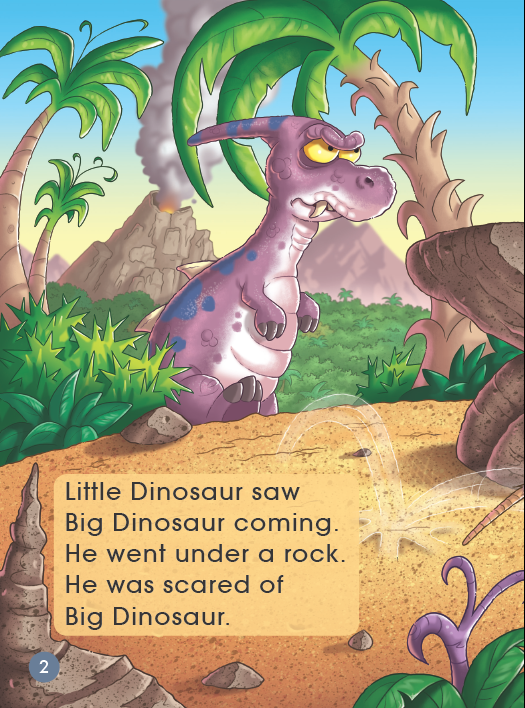 Little Dinosaur saw
Big Dinosaur coming.
He went under a rock.
He was scared of
Big Dinosaur.
2